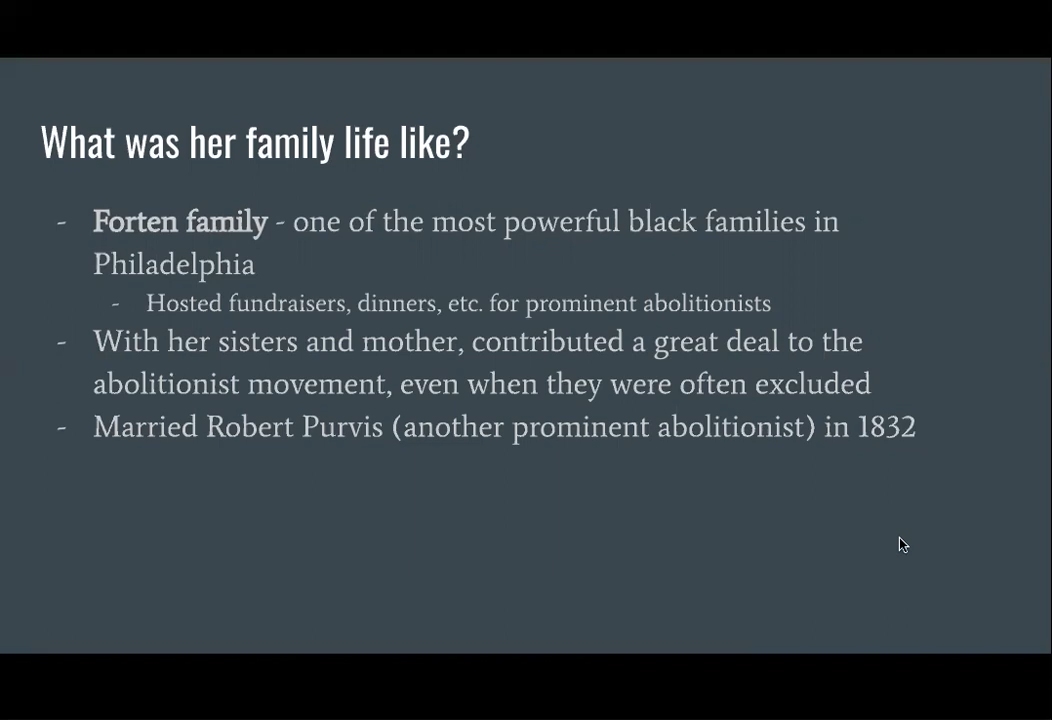 What was her family life like?
- Forten family - one of the most powerful black families in
Philadelphia
- Hosted fundraisers, dinners, etc. for prominent abolitionists
- With her sisters and mother, contributed a great deal to the
abolitionist movement, even when they were often excluded
- Married Robert Purvis (another prominent abolitionist) in 1832